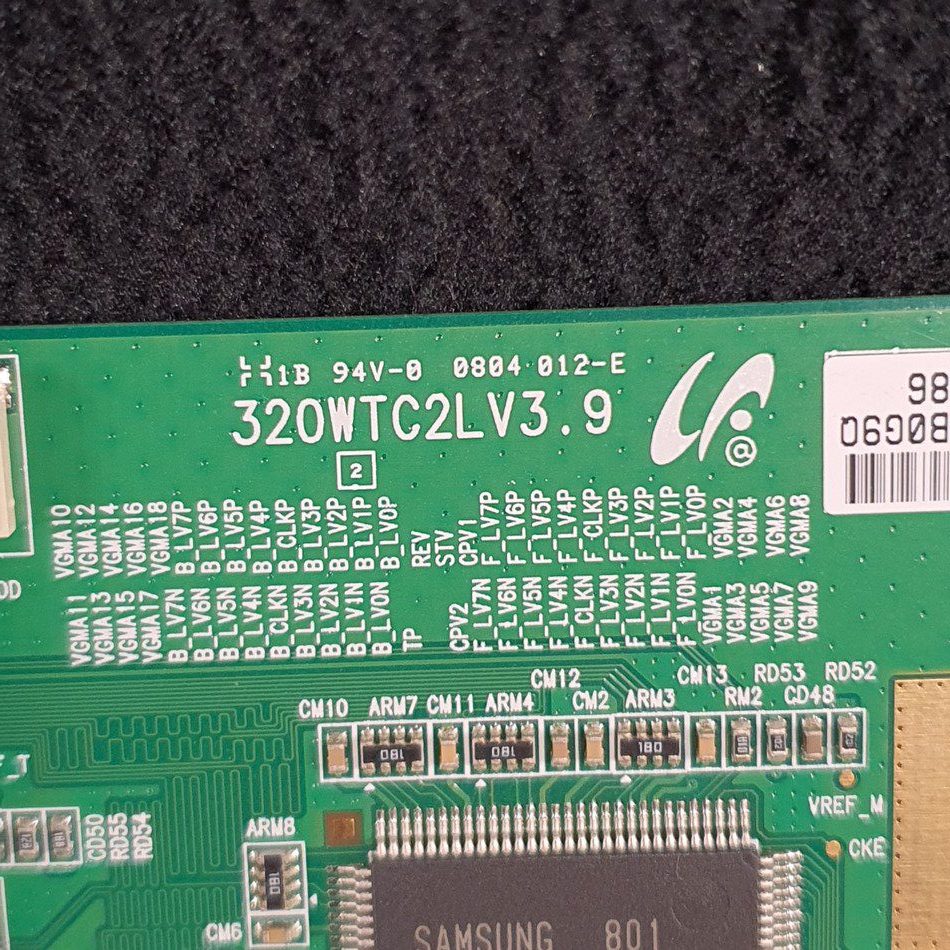 1B 94V-0 0804 012-E
320WTC2LV3.9
2
@
98
B0G9Q
VGMA10
VGMA12
VGMA14
VGMA16
VGMA18
B_LV7P
B_LV6P
B_LV5P
B_LV4P
B_CLKP
B_LV3P
B_LV2P
B_LV1P
B_LV0P
REV
STV
CPV1
F_LV7P
F_LV6P
F_LV5P
F_LV4P
F_CLKP
F_LV3P
F_LV2P
F_LV1P
F_LV0P
VGMA2
VGMA4
VGMA6
VGMA8
VGMA11
VGMA13
VGMA15
VGMA17
B_LV7N
B_LV6N
B_LV5N
B_LV4N
B_CLKN
B_LV3N
B_LV2N
B_LV1N
B_LV0N
TP
CPV2
F_LV7N
F_LV6N
F_LV5N
F_LV4N
F_CLKN
F_LV3N
F_LV2N
F_LV1N
F_LV0N
VGMA1
VGMA3
VGMA5
VGMA7
VGMA9
CM10 ARM7 CM11 ARM4 CM12 CM2 ARM3 CM13 RM2 RD53 CD48 RD52
180 180 180
VREF_M
CKE
CD50
RD55
RD54
ARM8
180
CM6
SAMSUNG 801